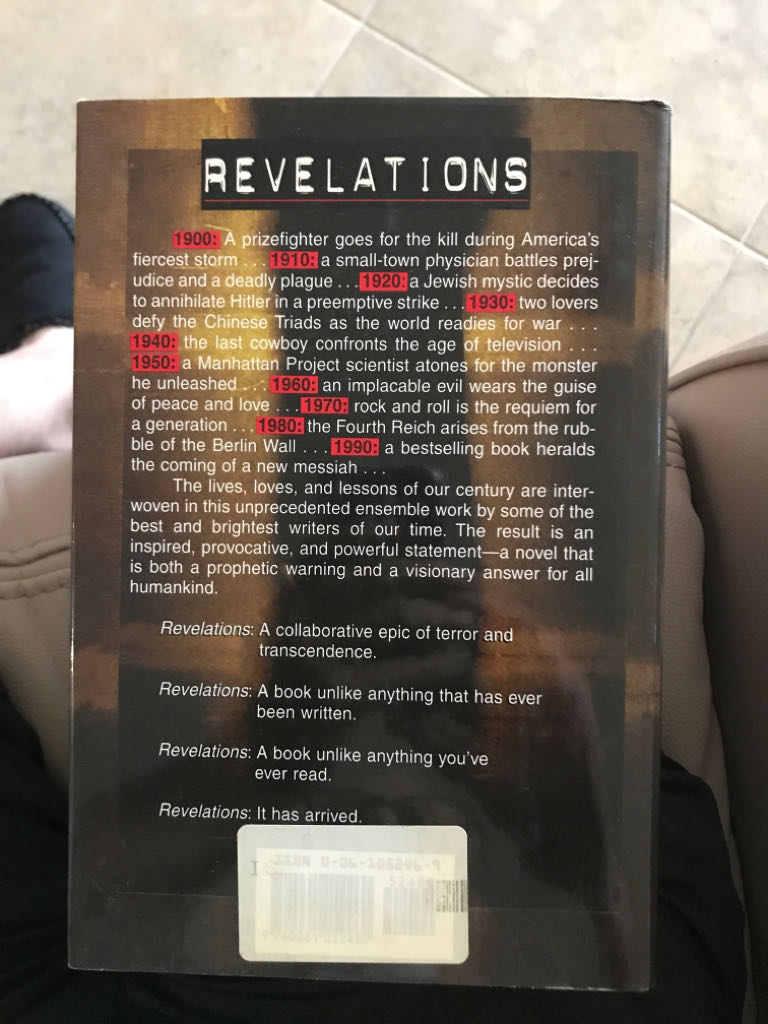 REVELATIONS
1900: A prizefighter goes for the kill during America's
fiercest storm . . . 1910: a small-town physician battles prej-
udice and a deadly plague . . . 1920: a Jewish mystic decides
to annihilate Hitler in a preemptive strike . . . 1930: two lovers
defy the Chinese Triads as the world readies for war . . .
1940: the last cowboy confronts the age of television . . .
1950: a Manhattan Project scientist atones for the monster
he unleashed . . . 1960: an implacable evil wears the guise
of peace and love . . . 1970: rock and roll is the requiem for
a generation . . . 1980: the Fourth Reich arises from the rub-
ble of the Berlin Wall . . . 1990: a bestselling book heralds
the coming of a new messiah . . .
The lives, loves, and lessons of our century are inter-
woven in this unprecedented ensemble work by some of the
best and brightest writers of our time. The result is an
inspired, provocative, and powerful statement—a novel that
is both a prophetic warning and a visionary answer for all
humankind.
Revelations: A collaborative epic of terror and
transcendence.
Revelations: A book unlike anything that has ever
been written.
Revelations: A book unlike anything you've
ever read.
Revelations: It has arrived.
ISBN